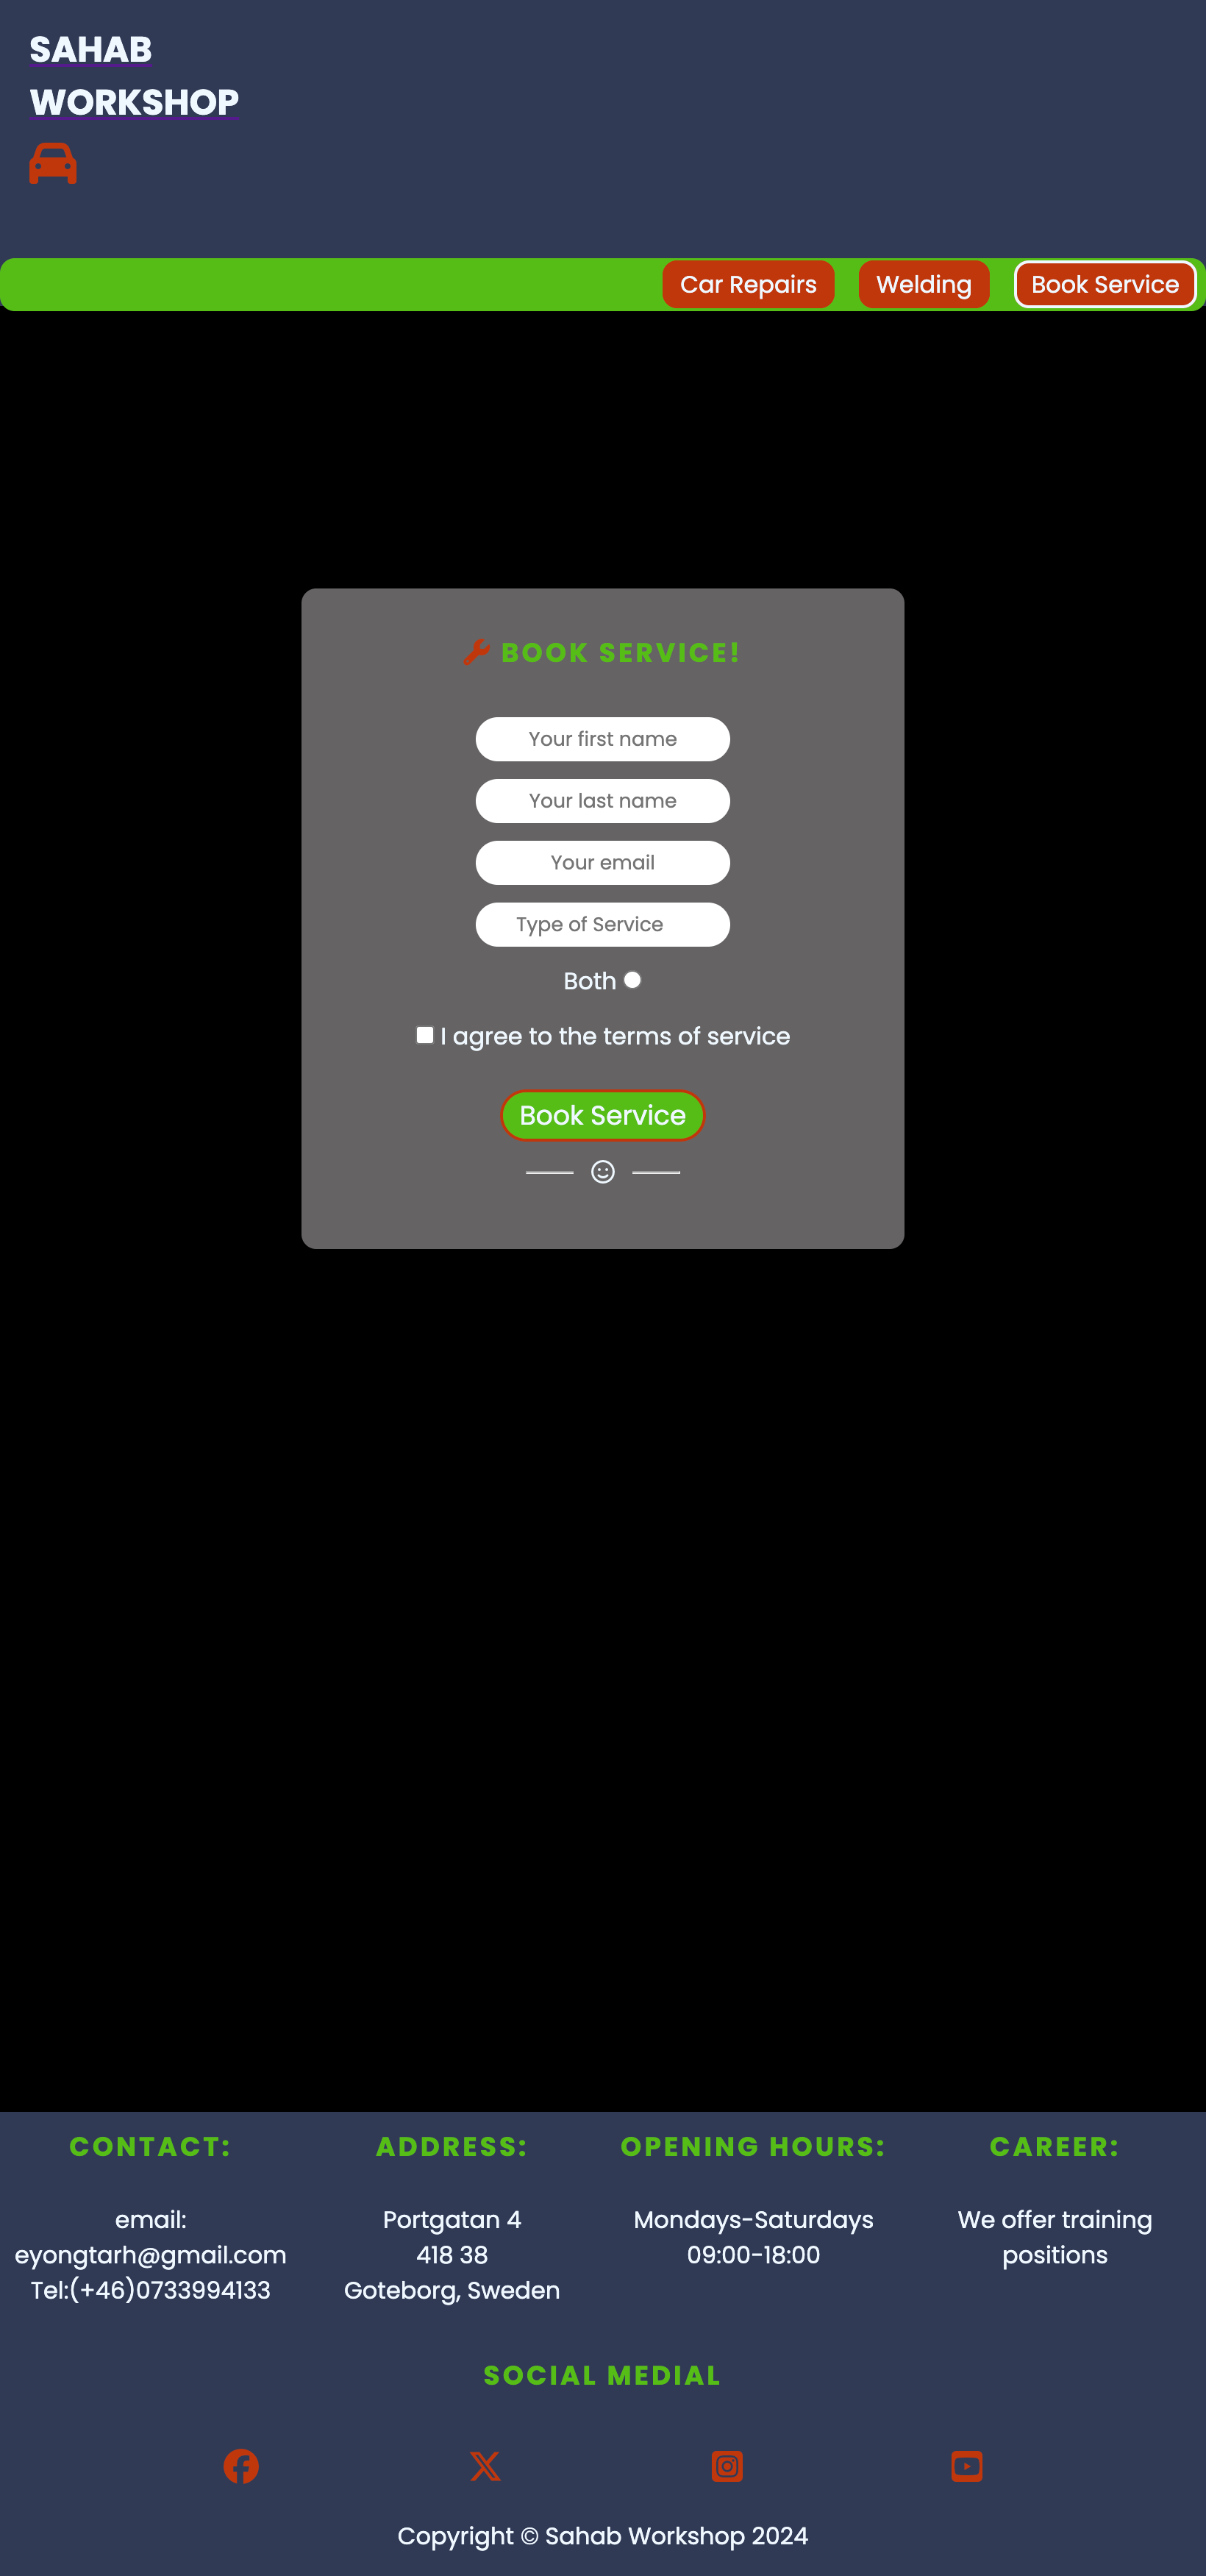 SAHAB
WORKSHOP
Car Repairs
Welding
Book Service
BOOK SERVICE!
Your first name
Your last name
Your email
Type of Service
Both
I agree to the terms of service
Book Service
CONTACT:
email:
eyongtarh@gmail.com
Tel:(+46)0733994133
ADDRESS:
Portgatan 4
418 38
Goteborg, Sweden
OPENING HOURS:
Mondays-Saturdays
09:00-18:00
CAREER:
We offer training
positions
SOCIAL MEDIAL
Copyright © Sahab Workshop 2024